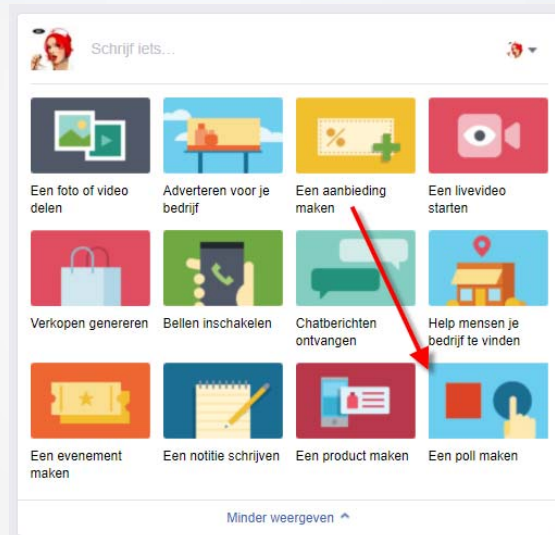 Schrijf iets...
Een foto of video
delen
Adverteren voor je
bedrijf
%
Een aanbieding
maken
Een livevideo
starten
Verkopen genereren
Bellen inschakelen
Chatberichten
ontvangen
Help mensen je
bedrijf te vinden
Een evenement
maken
Een notitie schrijven
Een product maken
Een poll maken
Minder weergeven